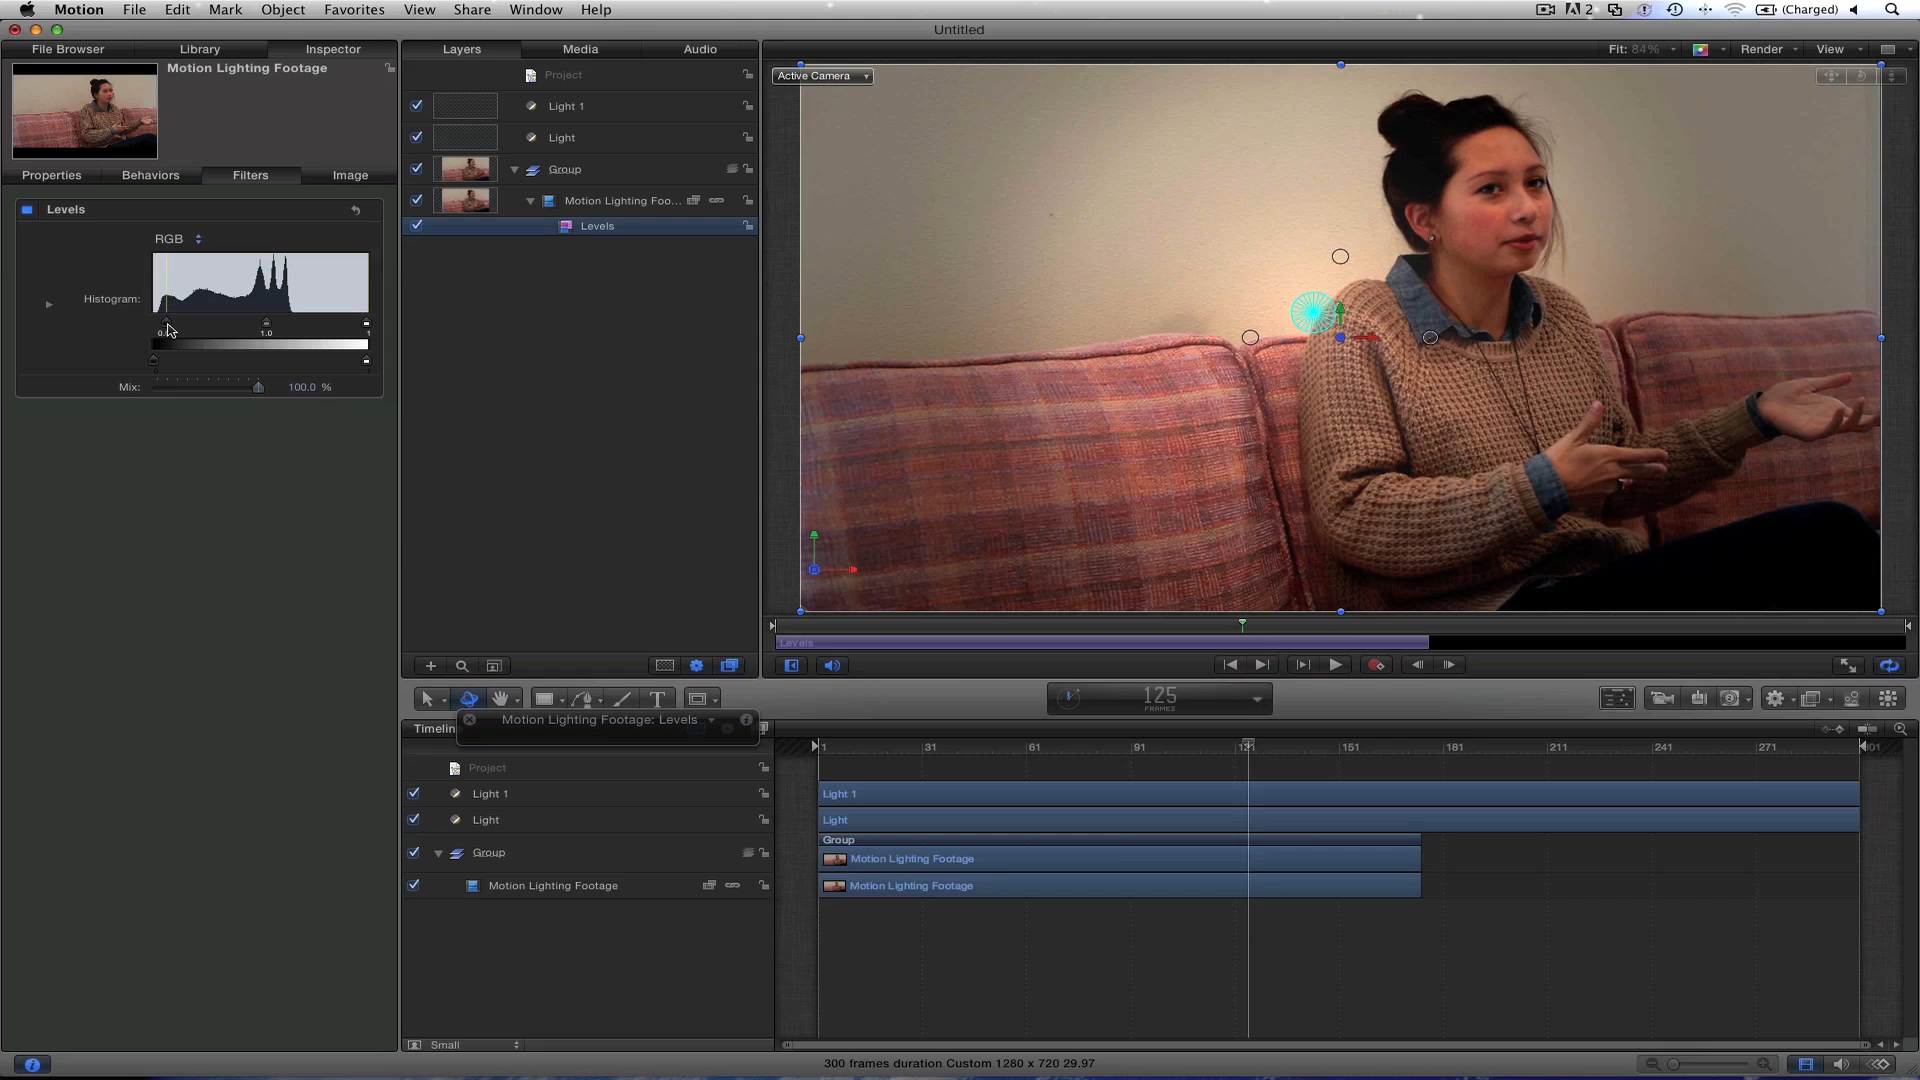 Motion File Edit Mark Object Favorites View Share Window Help 2 (Charged)
Untitled
File Browser Library Inspector Layers Media Audio Fit: 84% Render View
Motion Lighting Footage
Active Camera
Project
Light 1
Light
Group
Motion Lighting Foo...
Levels
Properties Behaviors Filters Image
Levels
RGB
Histogram:
1.0 1
Mix: 100.0 %
Levels
125
FRAMES
Motion Lighting Footage: Levels
1 31 61 91 151 181 211 241 271
Project
Light 1 Light 1
Light Light
Group
Group Motion Lighting Footage
Motion Lighting Footage Motion Lighting Footage
Small
300 frames duration Custom 1280 x 720 29.97